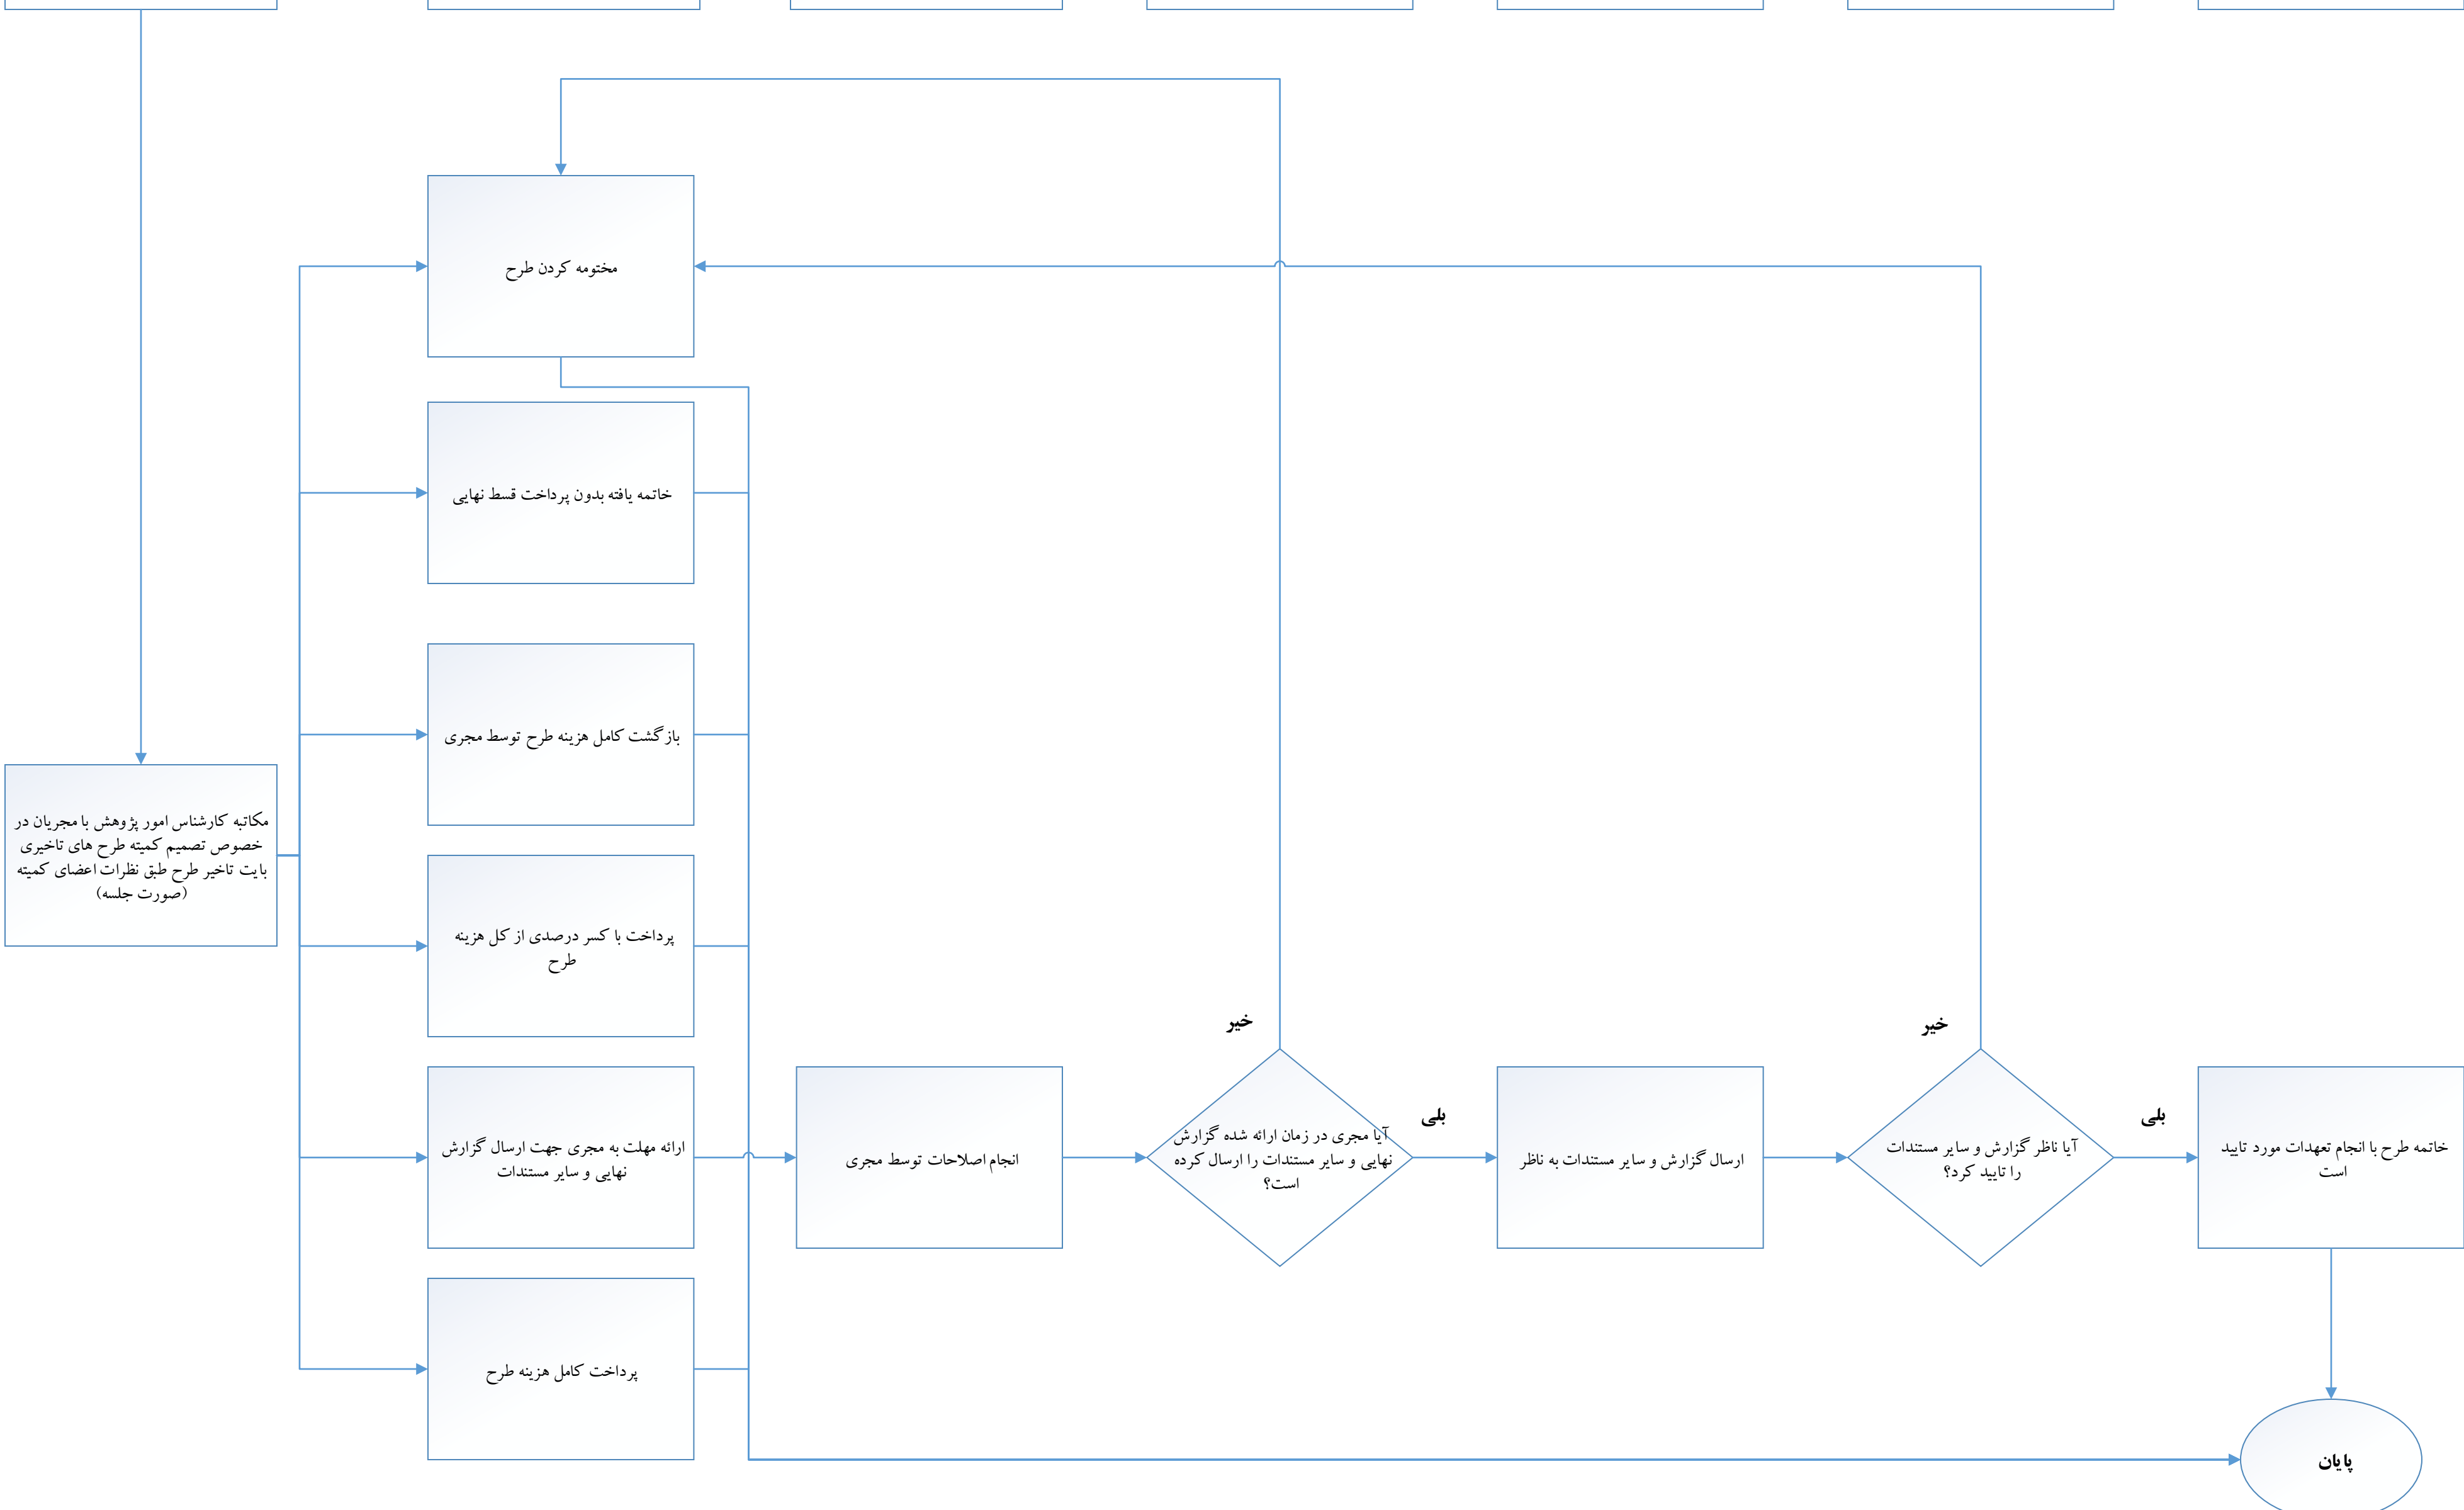 مختومه کردن طرح
خاتمه یافته بدون پرداخت قسط نهایی
بازگشت کامل هزینه طرح توسط مجری
مکاتبه کارشناس امور پژوهش با مجریان در
خصوص تصمیم کمیته طرح های تاخیری
بایت تاخیر طرح طبق نظرات اعضای کمیته
(صورت جلسه)
پرداخت با کسر درصدی از کل هزینه
طرح
ارائه مهلت به مجری جهت ارسال گزارش
نهایی و سایر مستندات
انجام اصلاحات توسط مجری
خیر
آیا مجری در زمان ارائه شده گزارش
نهایی و سایر مستندات را ارسال کرده
است؟
بلی
ارسال گزارش و سایر مستندات به ناظر
خیر
آیا ناظر گزارش و سایر مستندات
را تایید کرد؟
بلی
خاتمه طرح با انجام تعهدات مورد تایید
است
پرداخت کامل هزینه طرح
پایان